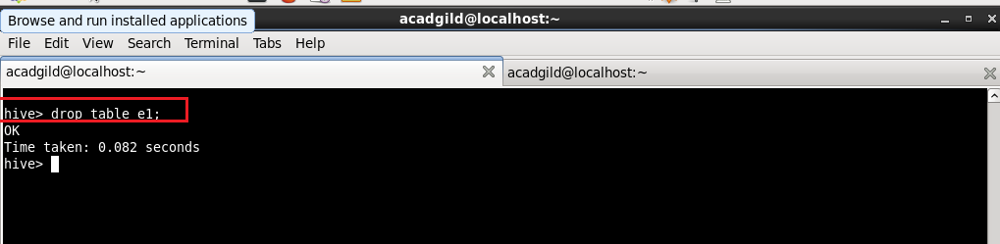 Browse and run installed applications
acadgild@localhost:~
File Edit View Search Terminal Tabs Help
acadgild@localhost:~
acadgild@localhost:~
hive> drop table e1;
OK
Time taken: 0.082 seconds
hive>